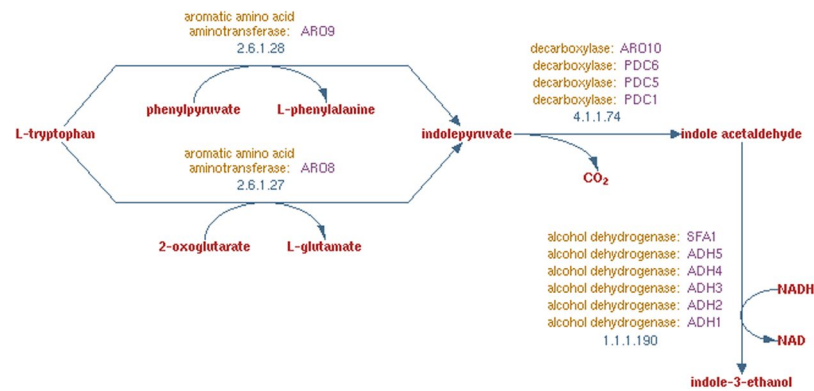 aromatic amino acid
aminotransferase: ARO9
2.6.1.28
phenylpyruvate L-phenylalanine
decarboxylase: ARO10
decarboxylase: PDC6
decarboxylase: PDC5
decarboxylase: PDC1
4.1.1.74
L-tryptophan indolepyruvate indole acetaldehyde
CO2
aromatic amino acid
aminotransferase: ARO8
2.6.1.27
2-oxoglutarate L-glutamate
alcohol dehydrogenase: SFA1
alcohol dehydrogenase: ADH5
alcohol dehydrogenase: ADH4
alcohol dehydrogenase: ADH3
alcohol dehydrogenase: ADH2
alcohol dehydrogenase: ADH1
1.1.1.190
NADH
NAD
indole-3-ethanol